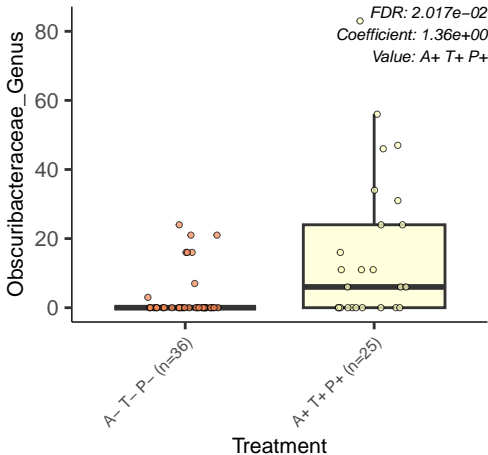 FDR: 2.017e−02
Coefficient: 1.36e+00
Value: A+ T+ P+
Obscuribacteraceae_Genus
80
60
40
20
0
A− T− P− (n=36)
A+ T+ P+ (n=25)
Treatment